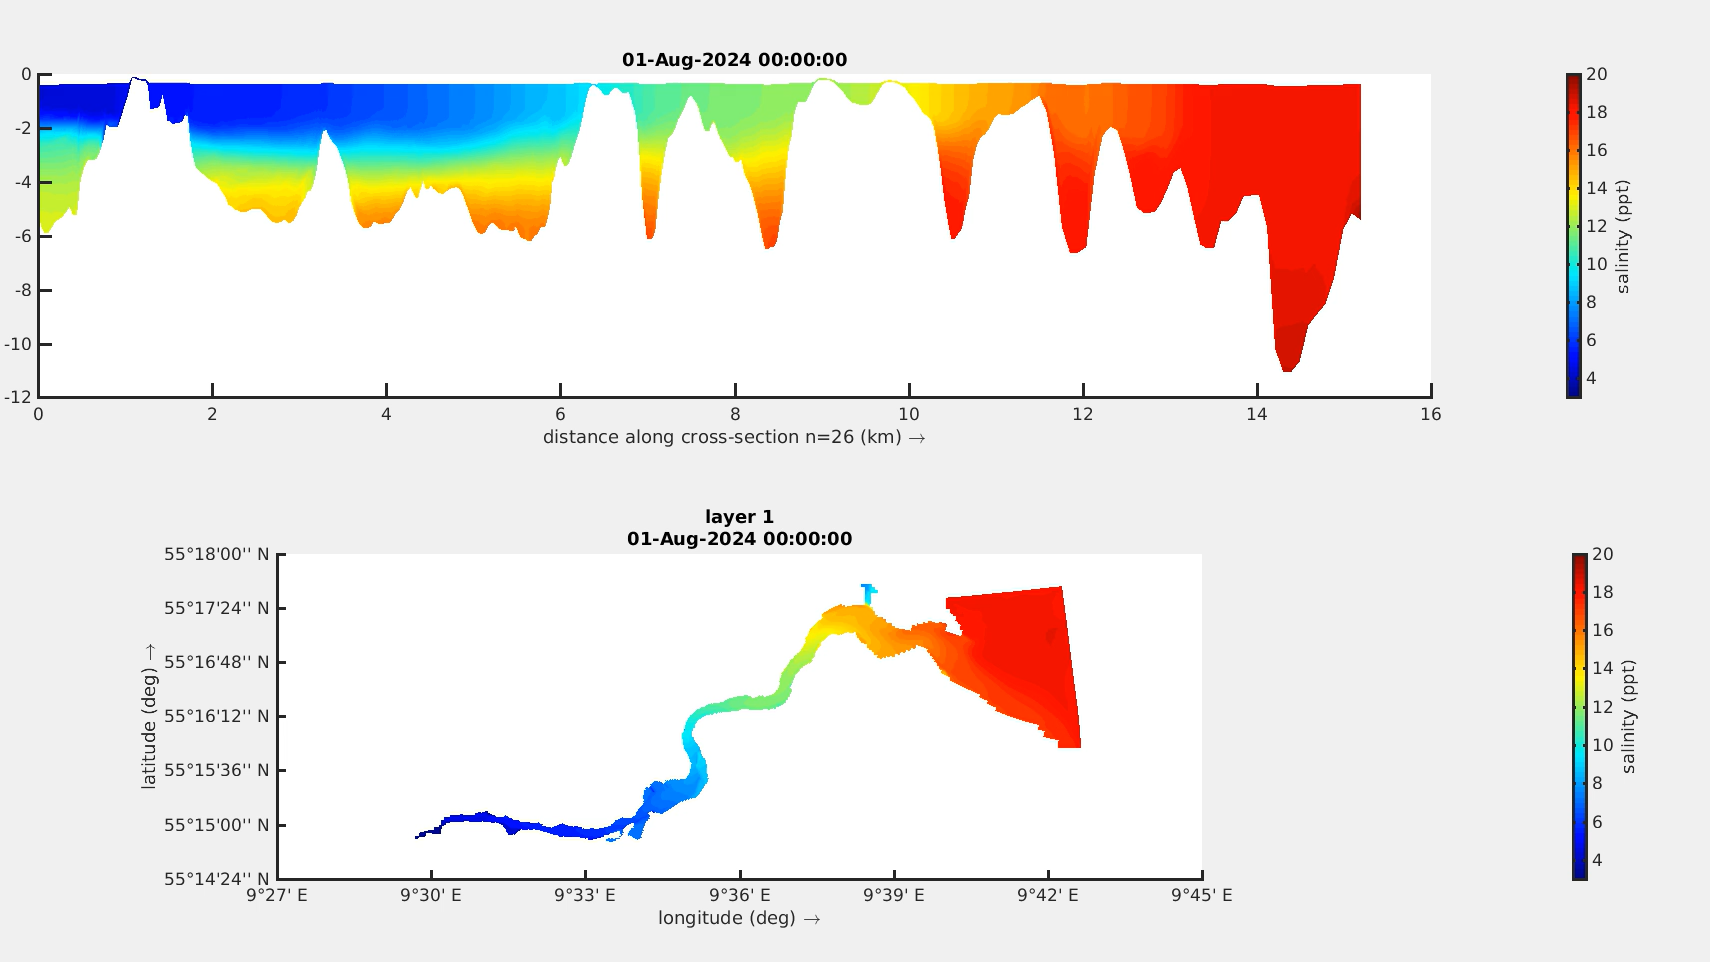 01-Aug-2024 00:00:00
0
-2
-4
-6
-8
-10
-12
0 2 4 6 8 10 12 14 16
distance along cross-section n=26 (km) →
20
18
16
14
12
10
8
6
4
salinity (ppt)
layer 1
01-Aug-2024 00:00:00
55°18'00'' N
55°17'24'' N
55°16'48'' N
55°16'12'' N
55°15'36'' N
55°15'00'' N
55°14'24'' N
latitude (deg) →
9°27' E 9°30' E 9°33' E 9°36' E 9°39' E 9°42' E 9°45' E
longitude (deg) →
20
18
16
14
12
10
8
6
4
salinity (ppt)